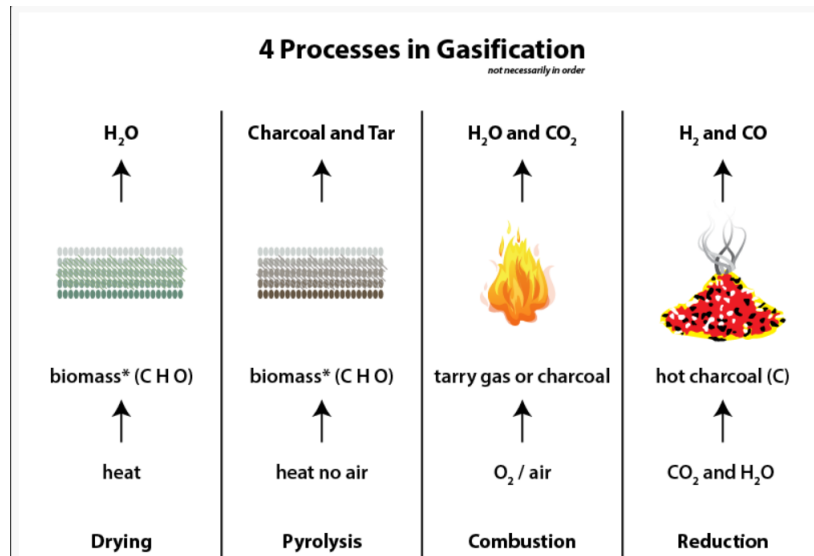 4 Processes in Gasification
not necessarily in order
H₂O
Charcoal and Tar
H₂O and CO₂
H₂ and CO
biomass* (C H O)
biomass* (C H O)
tarry gas or charcoal
hot charcoal (C)
heat
heat no air
O₂ / air
CO₂ and H₂O
Drying
Pyrolysis
Combustion
Reduction